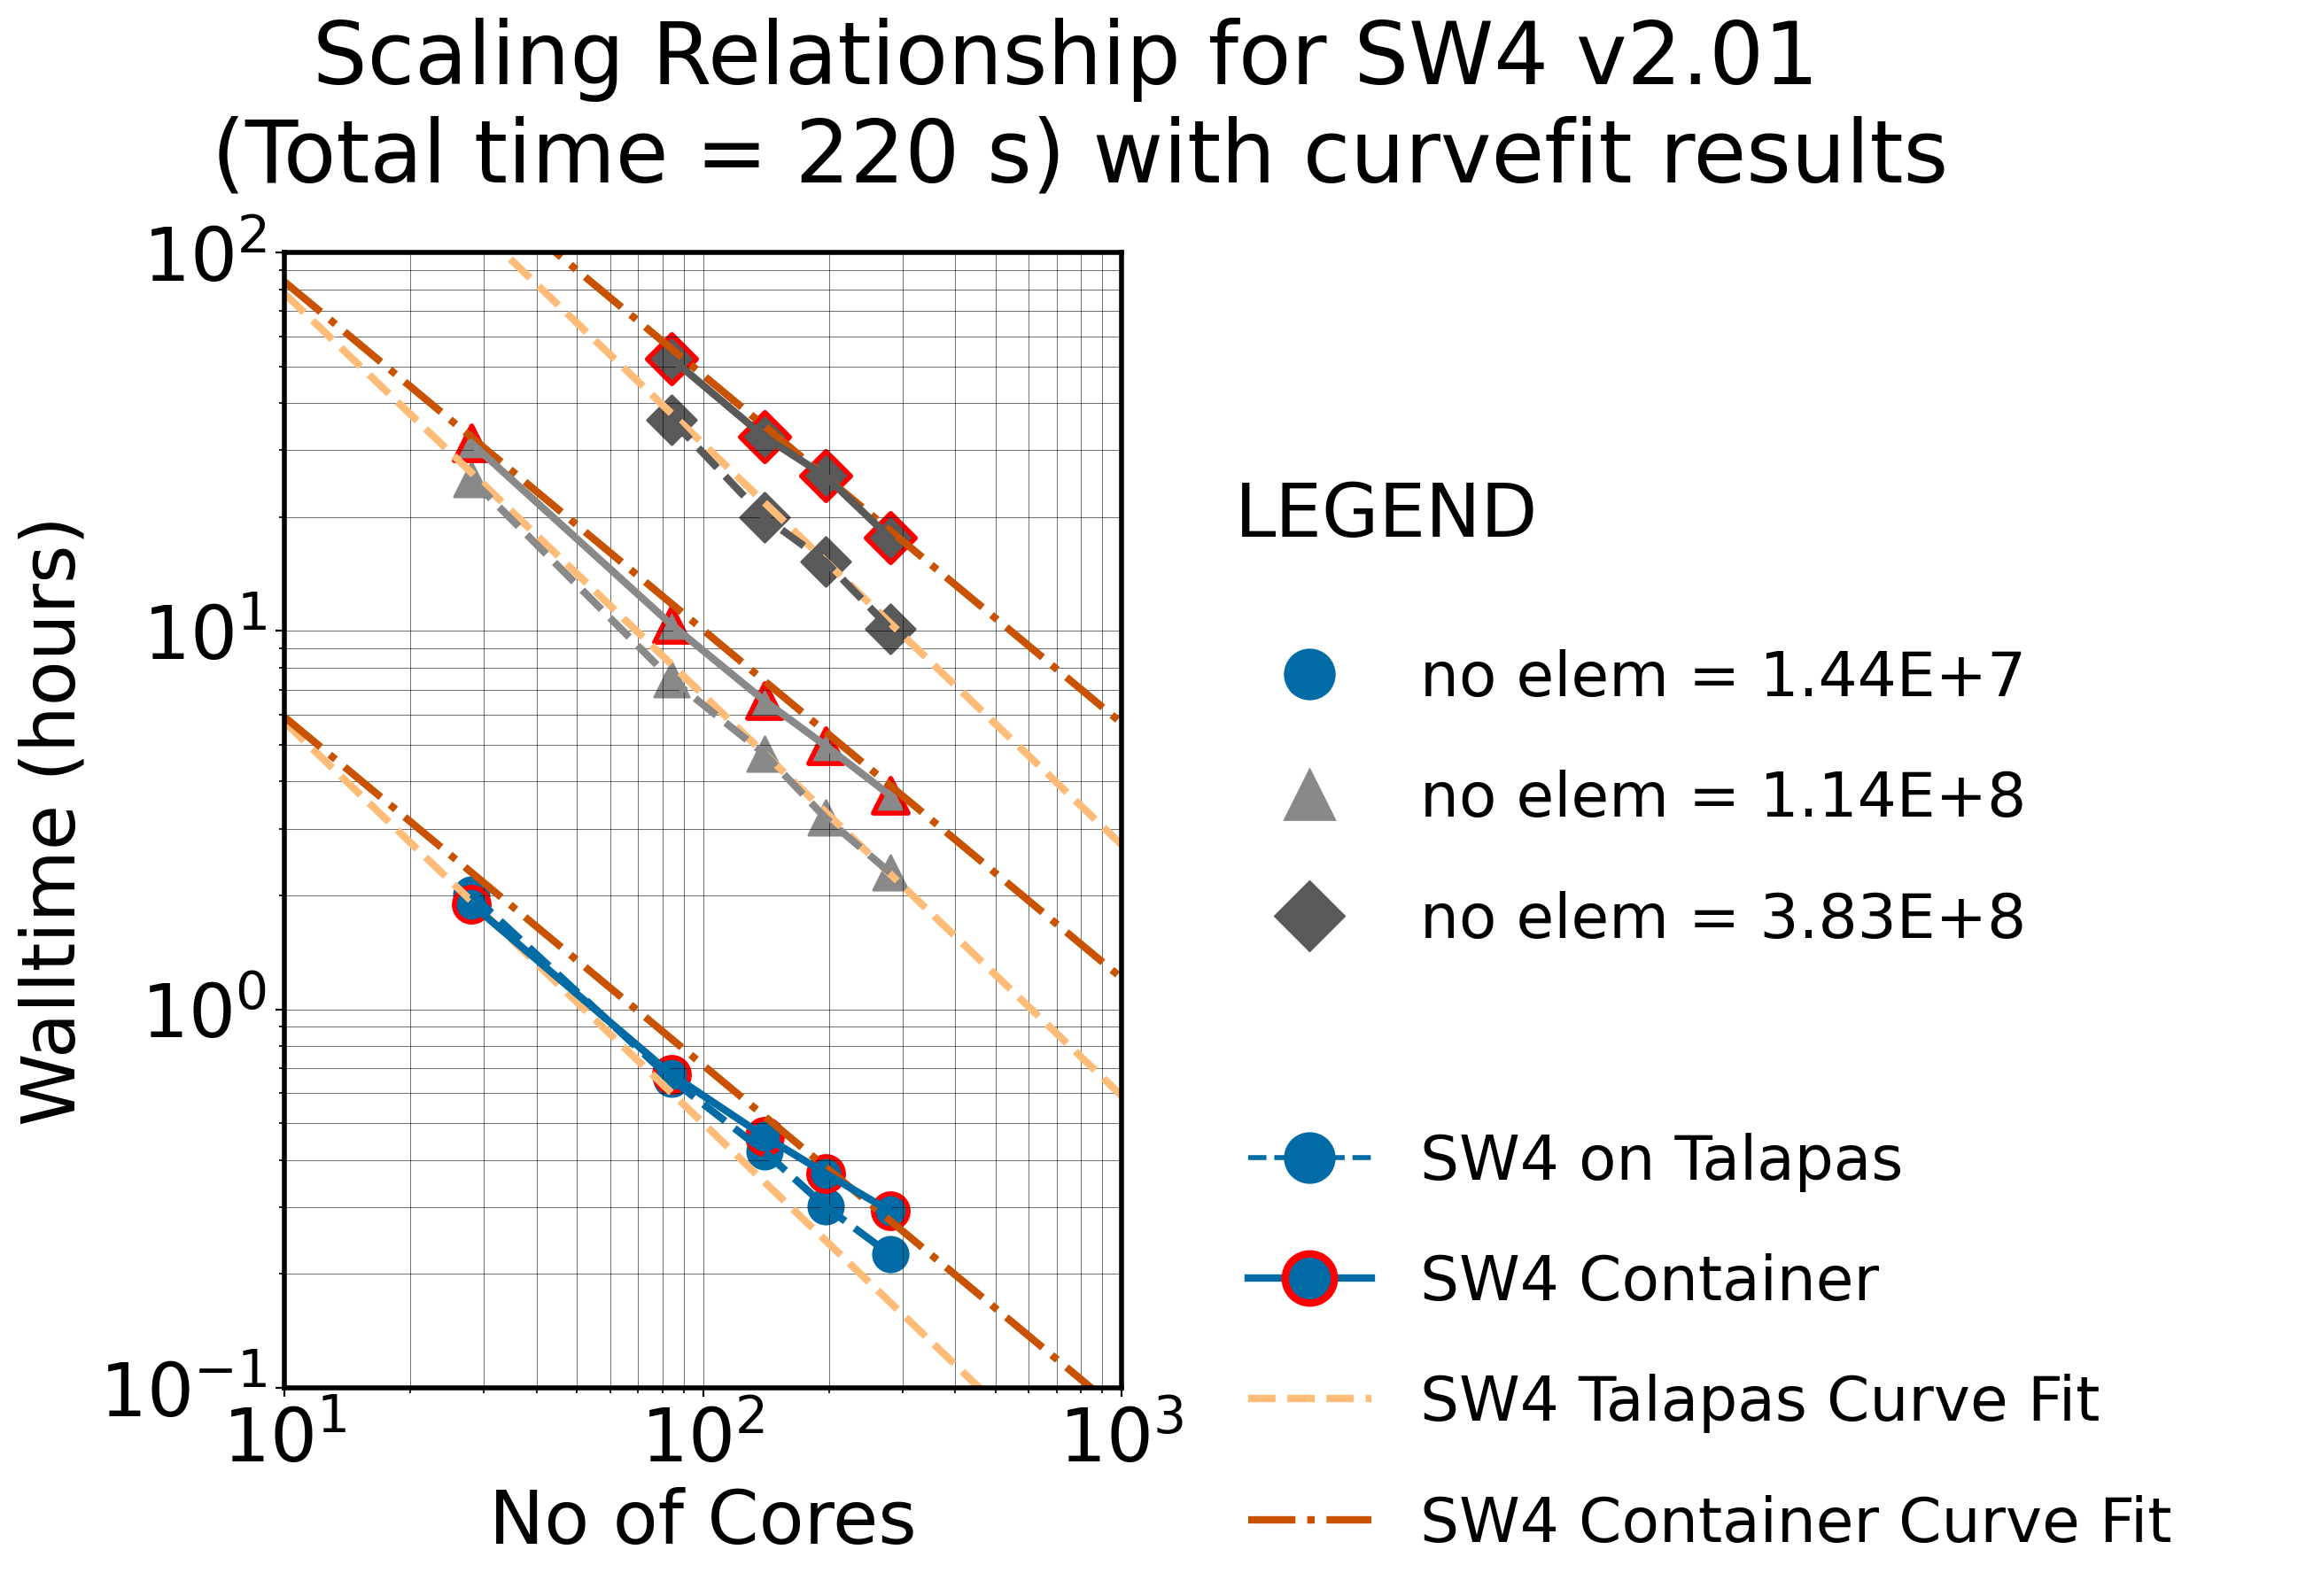 Scaling Relationship for SW4 v2.01
(Total time = 220 s) with curvefit results
Walltime (hours)
10²
10¹
10⁰
10⁻¹
10¹ 10² 10³
No of Cores
LEGEND
no elem = 1.44E+7
no elem = 1.14E+8
no elem = 3.83E+8
SW4 on Talapas
SW4 Container
SW4 Talapas Curve Fit
SW4 Container Curve Fit